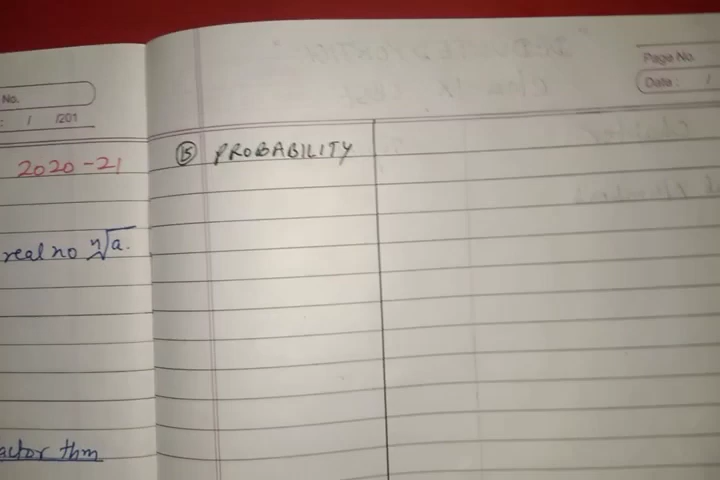 No.
: / /201
2020-21
real no ⁿ√a.
actor thm
Page No.
Date : /
15 PROBABILITY